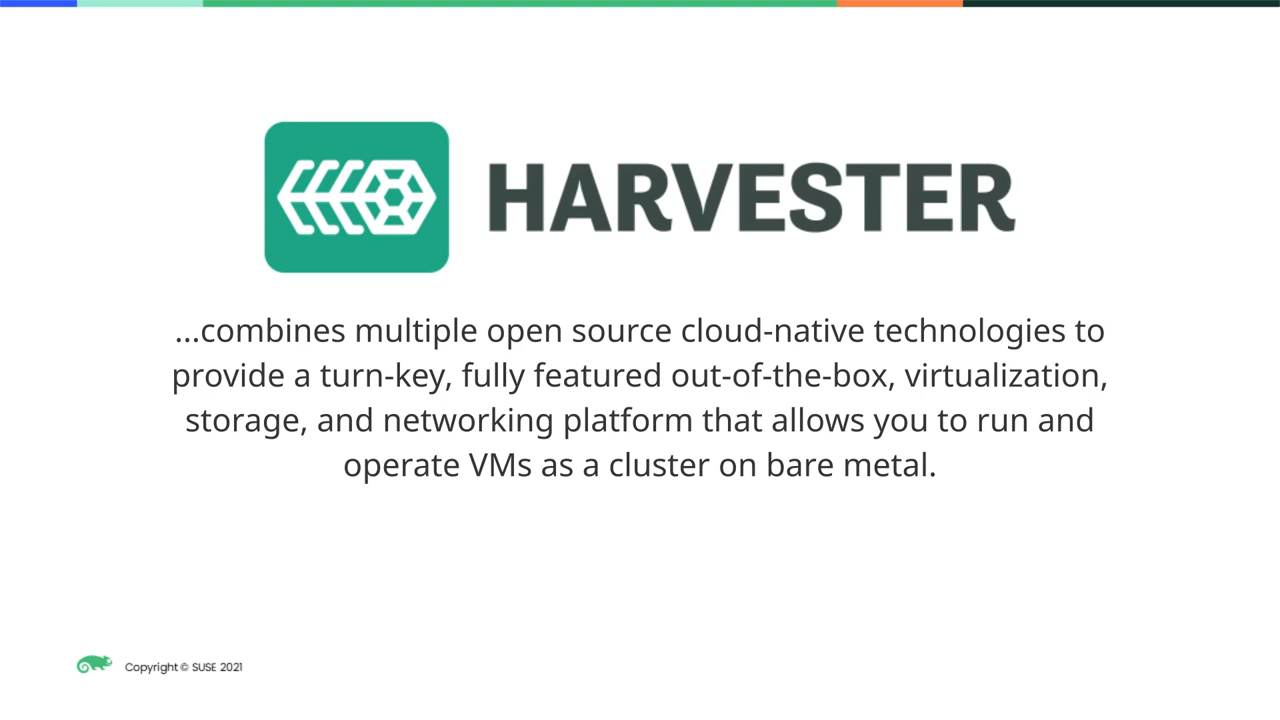 HARVESTER
...combines multiple open source cloud-native technologies to
provide a turn-key, fully featured out-of-the-box, virtualization,
storage, and networking platform that allows you to run and
operate VMs as a cluster on bare metal.
Copyright © SUSE 2021